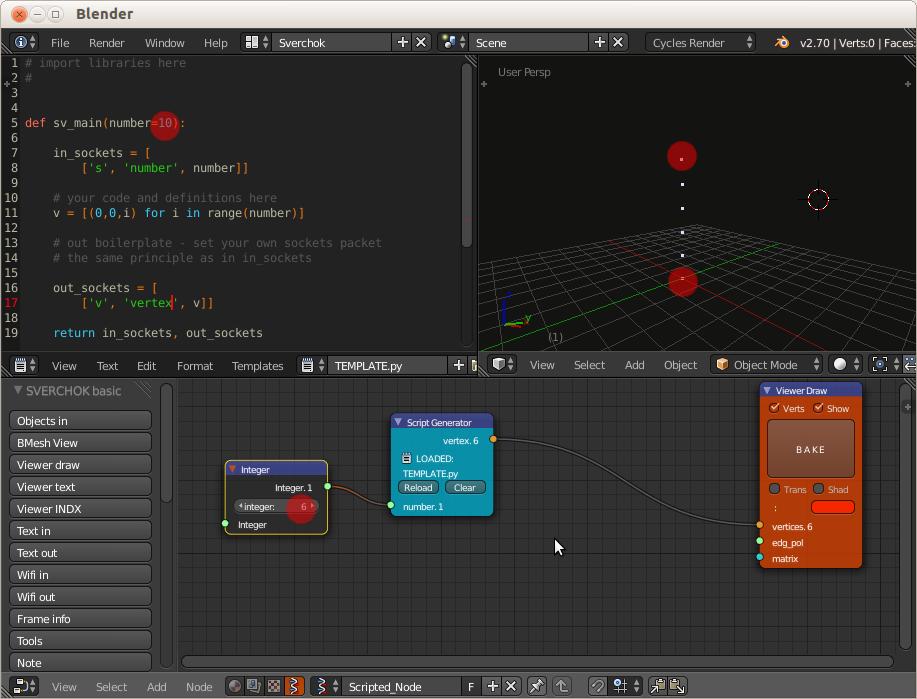 Blender
File Render Window Help Sverchok Scene Cycles Render v2.70 | Verts:0 | Faces:
1 # import libraries here
2 #
3
4
5 def sv_main(number=10):
6
7 in_sockets = [
8 ['s', 'number', number]]
9
10 # your code and definitions here
11 v = [(0,0,i) for i in range(number)]
12
13 # out boilerplate - set your own sockets packet
14 # the same principle as in in_sockets
15
16 out_sockets = [
17 ['v', 'vertex', v]]
18
19 return in_sockets, out_sockets
User Persp
y
(1)
View Text Edit Format Templates TEMPLATE.py
View Select Add Object Object Mode
SVERCHOK basic
Objects in
BMesh View
Viewer draw
Viewer text
Viewer INDX
Text in
Text out
Wifi in
Wifi out
Frame info
Tools
Note
Integer
Integer. 1
integer: 6
Integer
Script Generator
vertex. 6
LOADED:
TEMPLATE.py
Reload Clear
number. 1
Viewer Draw
Verts Show
BAKE
Trans Shad
:
vertices. 6
edg_pol
matrix
View Select Add Node Scripted_Node F